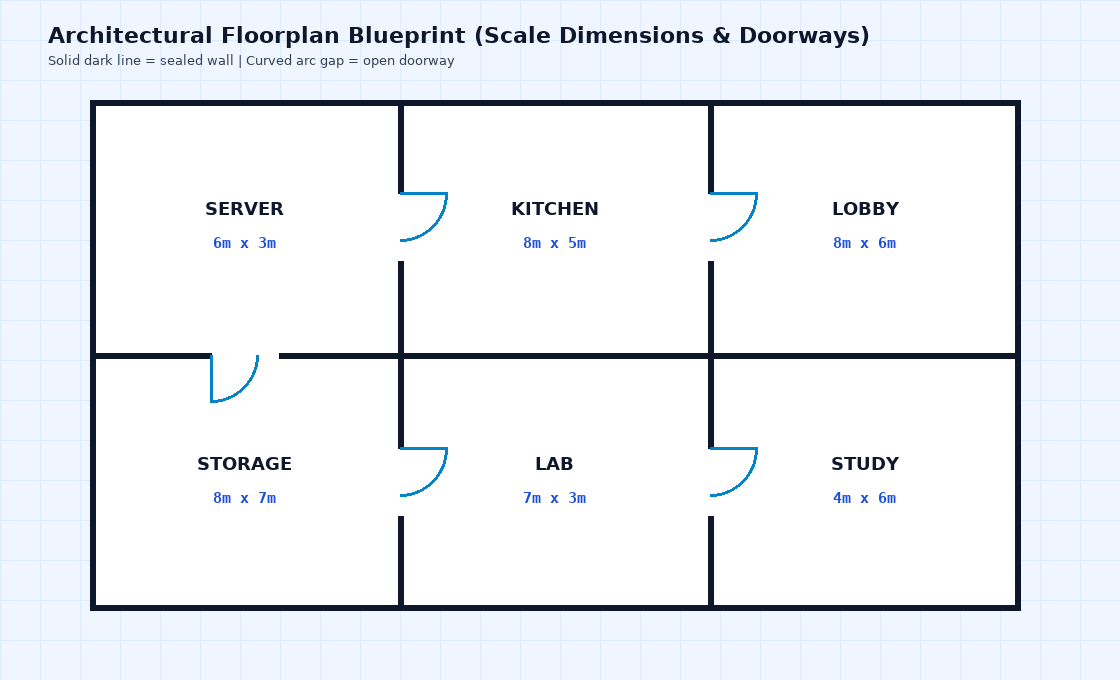 Architectural Floorplan Blueprint (Scale Dimensions & Doorways)
Solid dark line = sealed wall | Curved arc gap = open doorway
SERVER
6m x 3m
KITCHEN
8m x 5m
LOBBY
8m x 6m
STORAGE
8m x 7m
LAB
7m x 3m
STUDY
4m x 6m